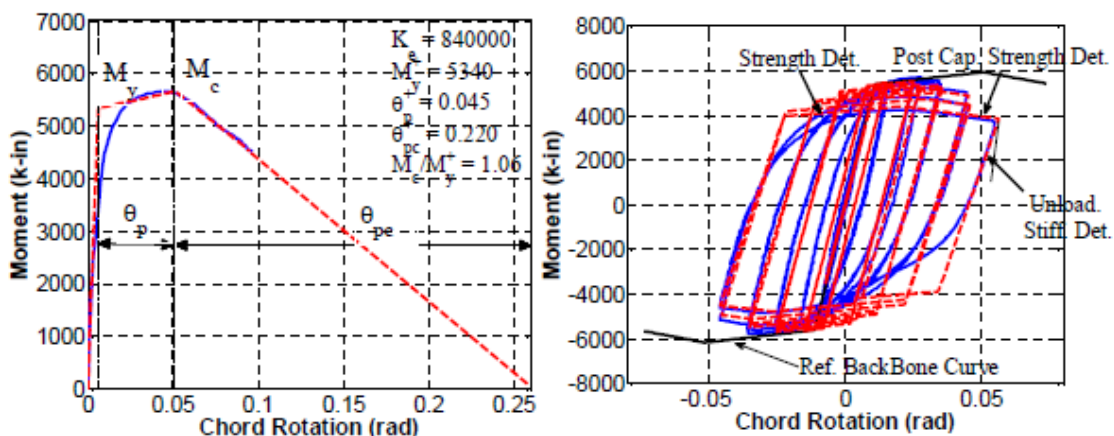 7000
6000
5000
4000
3000
2000
1000
0
Moment (k-in)
0 0.05 0.1 0.15 0.2 0.25
Chord Rotation (rad)
M
y
M
c
K = 840000
e
M = 5340
y
θ+ = 0.045
p
θ+ = 0.220
pc
M /M+ = 1.06
c y
θ
p
θ
pc
8000
6000
4000
2000
0
-2000
-4000
-6000
-8000
Moment (k-in)
-0.05 0 0.05
Chord Rotation (rad)
Strength Det.
Post Cap. Strength Det.
Unload.
Stiff. Det.
Ref. BackBone Curve